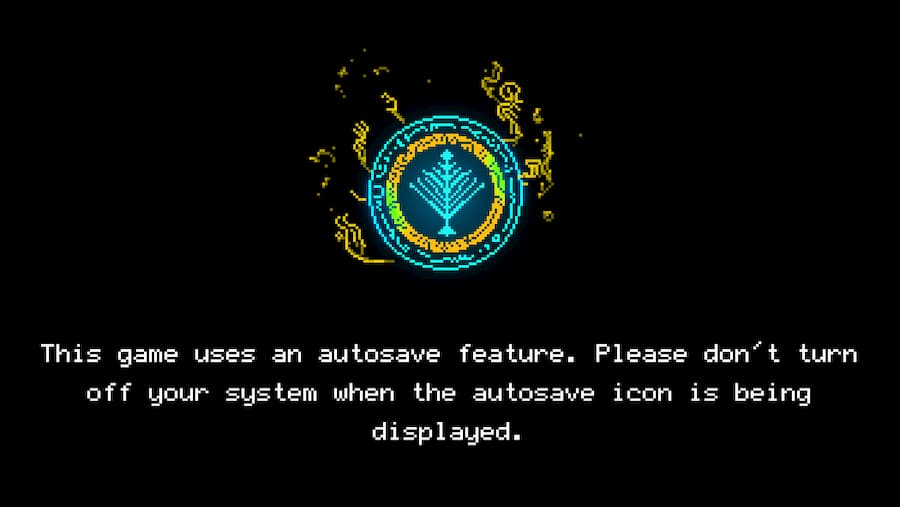 This game uses an autosave feature. Please don´t turn
off your system when the autosave icon is being
displayed.